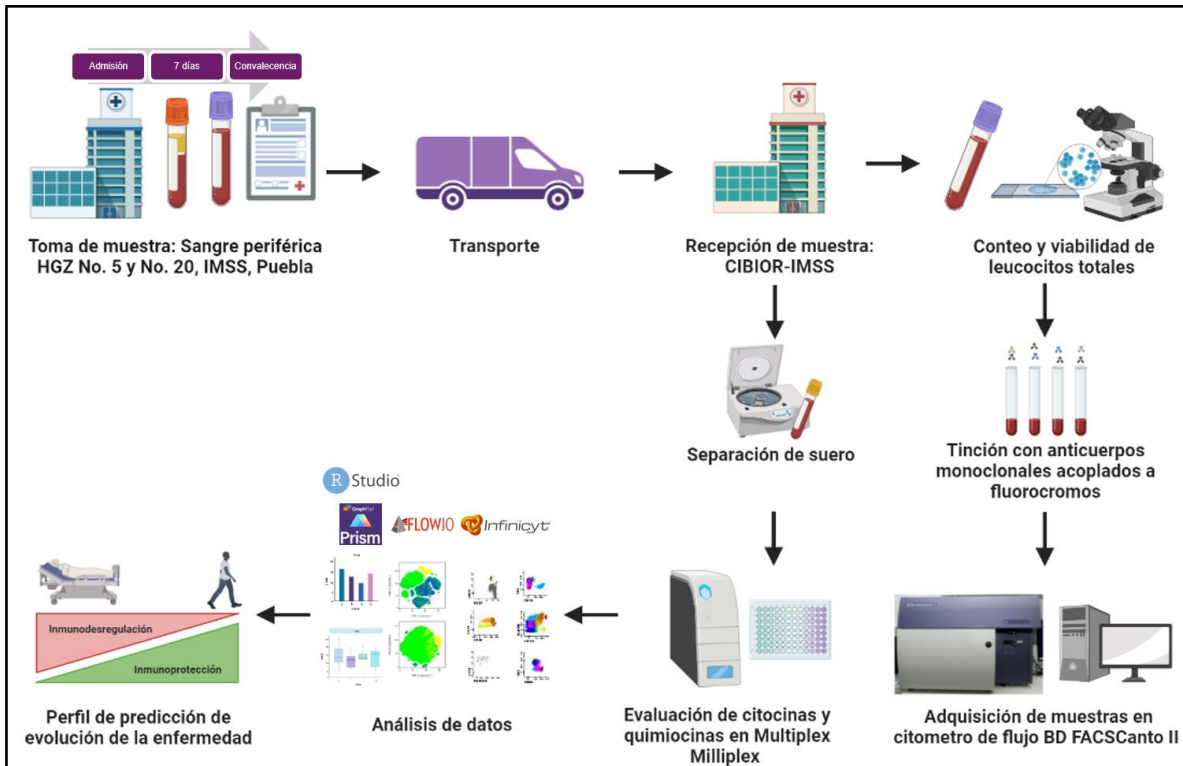 Admisión
7 días
Convalecencia
Toma de muestra: Sangre periférica
HGZ No. 5 y No. 20, IMSS, Puebla
Transporte
Recepción de muestra:
CIBIOR-IMSS
Conteo y viabilidad de
leucocitos totales
Separación de suero
Tinción con anticuerpos
monoclonales acoplados a
fluorocromos
R Studio
GraphPad
Prism
FLOWJO
Infinicyt
Inmunodesregulación
Inmunoprotección
Perfil de predicción de
evolución de la enfermedad
Análisis de datos
Evaluación de citocinas y
quimiocinas en Multiplex
Milliplex
Adquisición de muestras en
citometro de flujo BD FACSCanto II